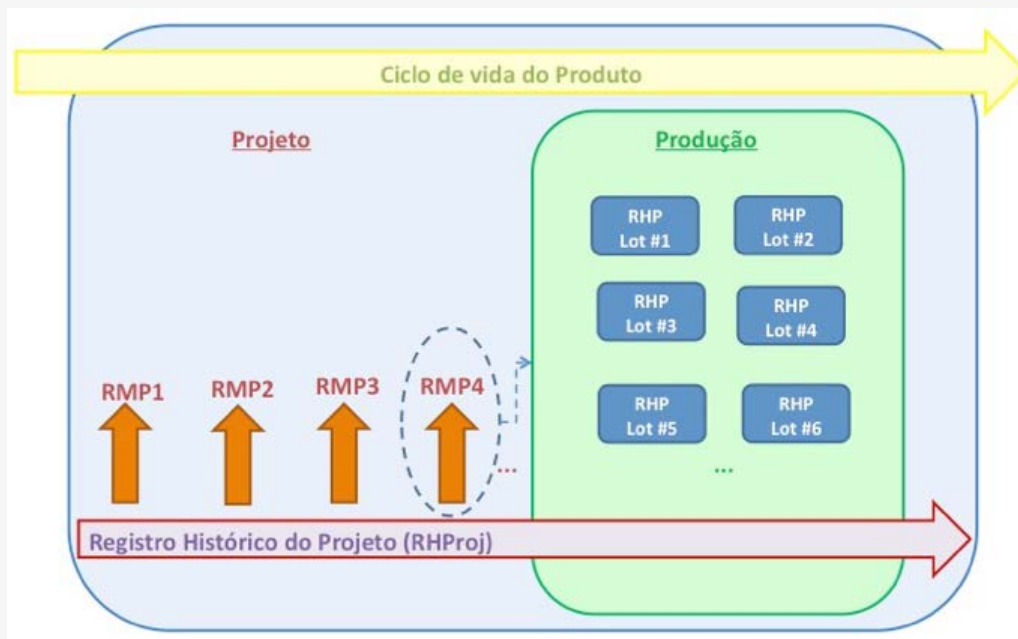 Ciclo de vida do Produto
Projeto
Produção
RHP
Lot #1
RHP
Lot #2
RHP
Lot #3
RHP
Lot #4
RMP1
RMP2
RMP3
RMP4
RHP
Lot #5
RHP
Lot #6
...
...
Registro Histórico do Projeto (RHProj)